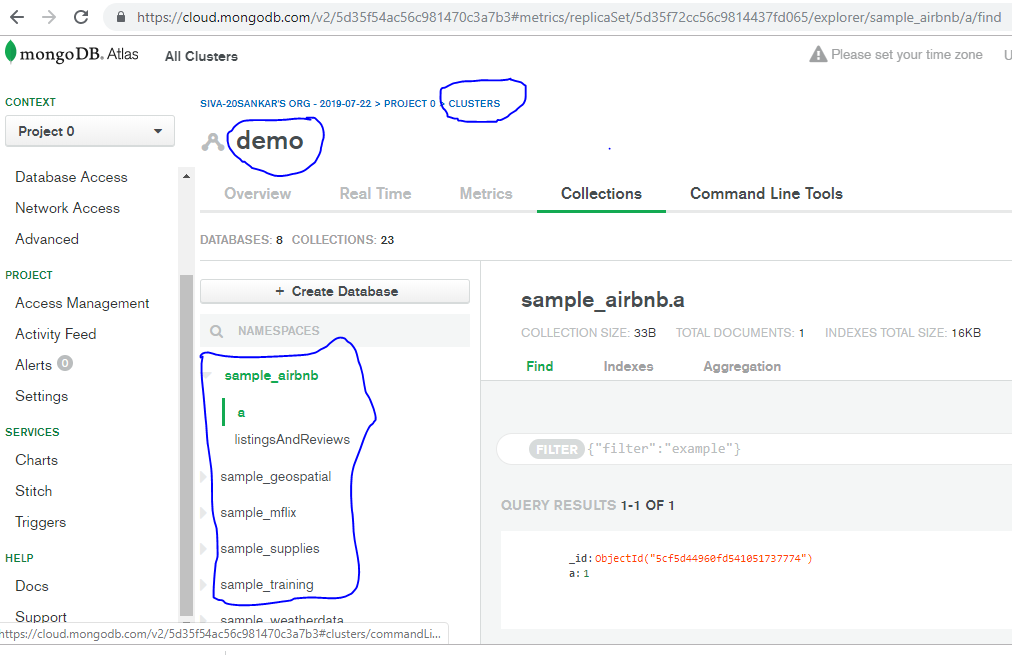 https://cloud.mongodb.com/v2/5d35f54ac56c981470c3a7b3#metrics/replicaSet/5d35f72cc56c9814437fd065/explorer/sample_airbnb/a/find
mongoDB. Atlas
All Clusters
Please set your time zone
U
CONTEXT
Project 0
Database Access
Network Access
Advanced
PROJECT
Access Management
Activity Feed
Alerts 0
Settings
SERVICES
Charts
Stitch
Triggers
HELP
Docs
Support
https://cloud.mongodb.com/v2/5d35f54ac56c981470c3a7b3#clusters/commandLi...
SIVA-20SANKAR'S ORG - 2019-07-22 > PROJECT 0 > CLUSTERS
demo
Overview Real Time Metrics Collections Command Line Tools
DATABASES: 8 COLLECTIONS: 23
+ Create Database
NAMESPACES
sample_airbnb
a
listingsAndReviews
sample_geospatial
sample_mflix
sample_supplies
sample_training
sample_weatherdata
sample_airbnb.a
COLLECTION SIZE: 33B TOTAL DOCUMENTS: 1 INDEXES TOTAL SIZE: 16KB
Find Indexes Aggregation
FILTER {"filter":"example"}
QUERY RESULTS 1-1 OF 1
_id: ObjectId("5cf5d44960fd541051737774")
a: 1